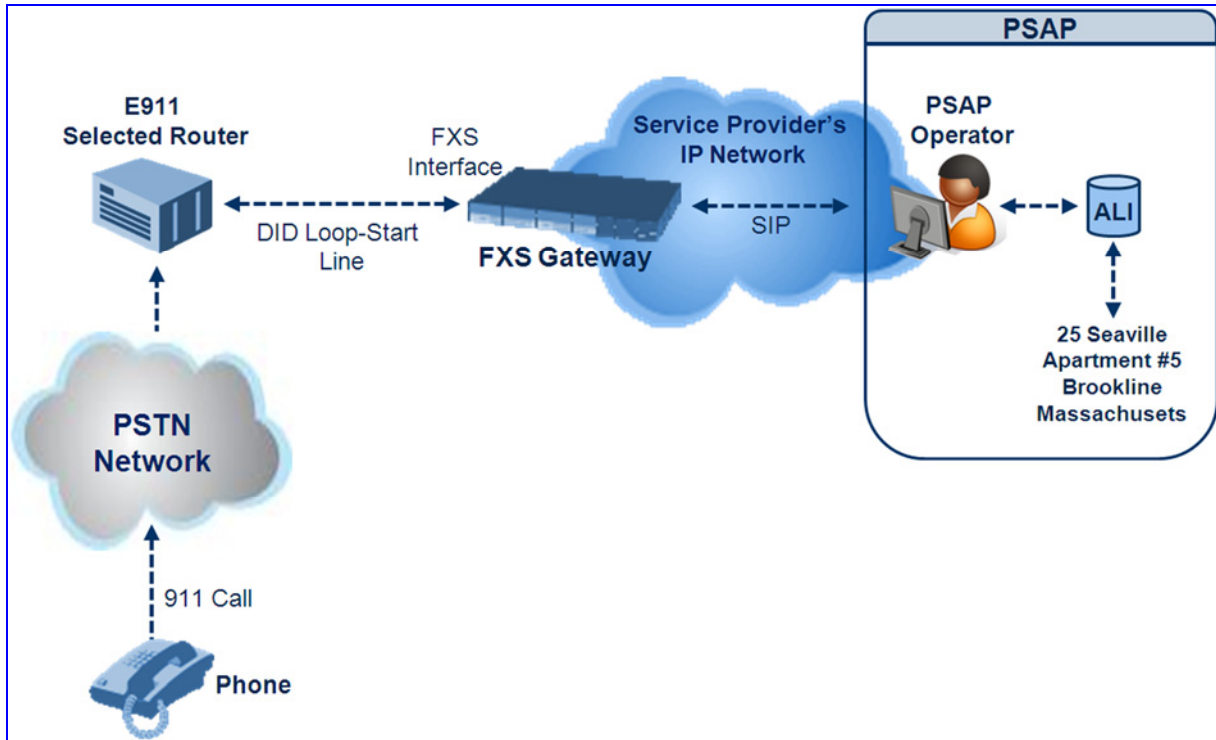 PSAP
E911
Selected Router
FXS
Interface
Service Provider's
IP Network
PSAP
Operator
DID Loop-Start
Line
FXS Gateway
SIP
ALI
25 Seaville
Apartment #5
Brookline
Massachusets
PSTN
Network
911 Call
Phone